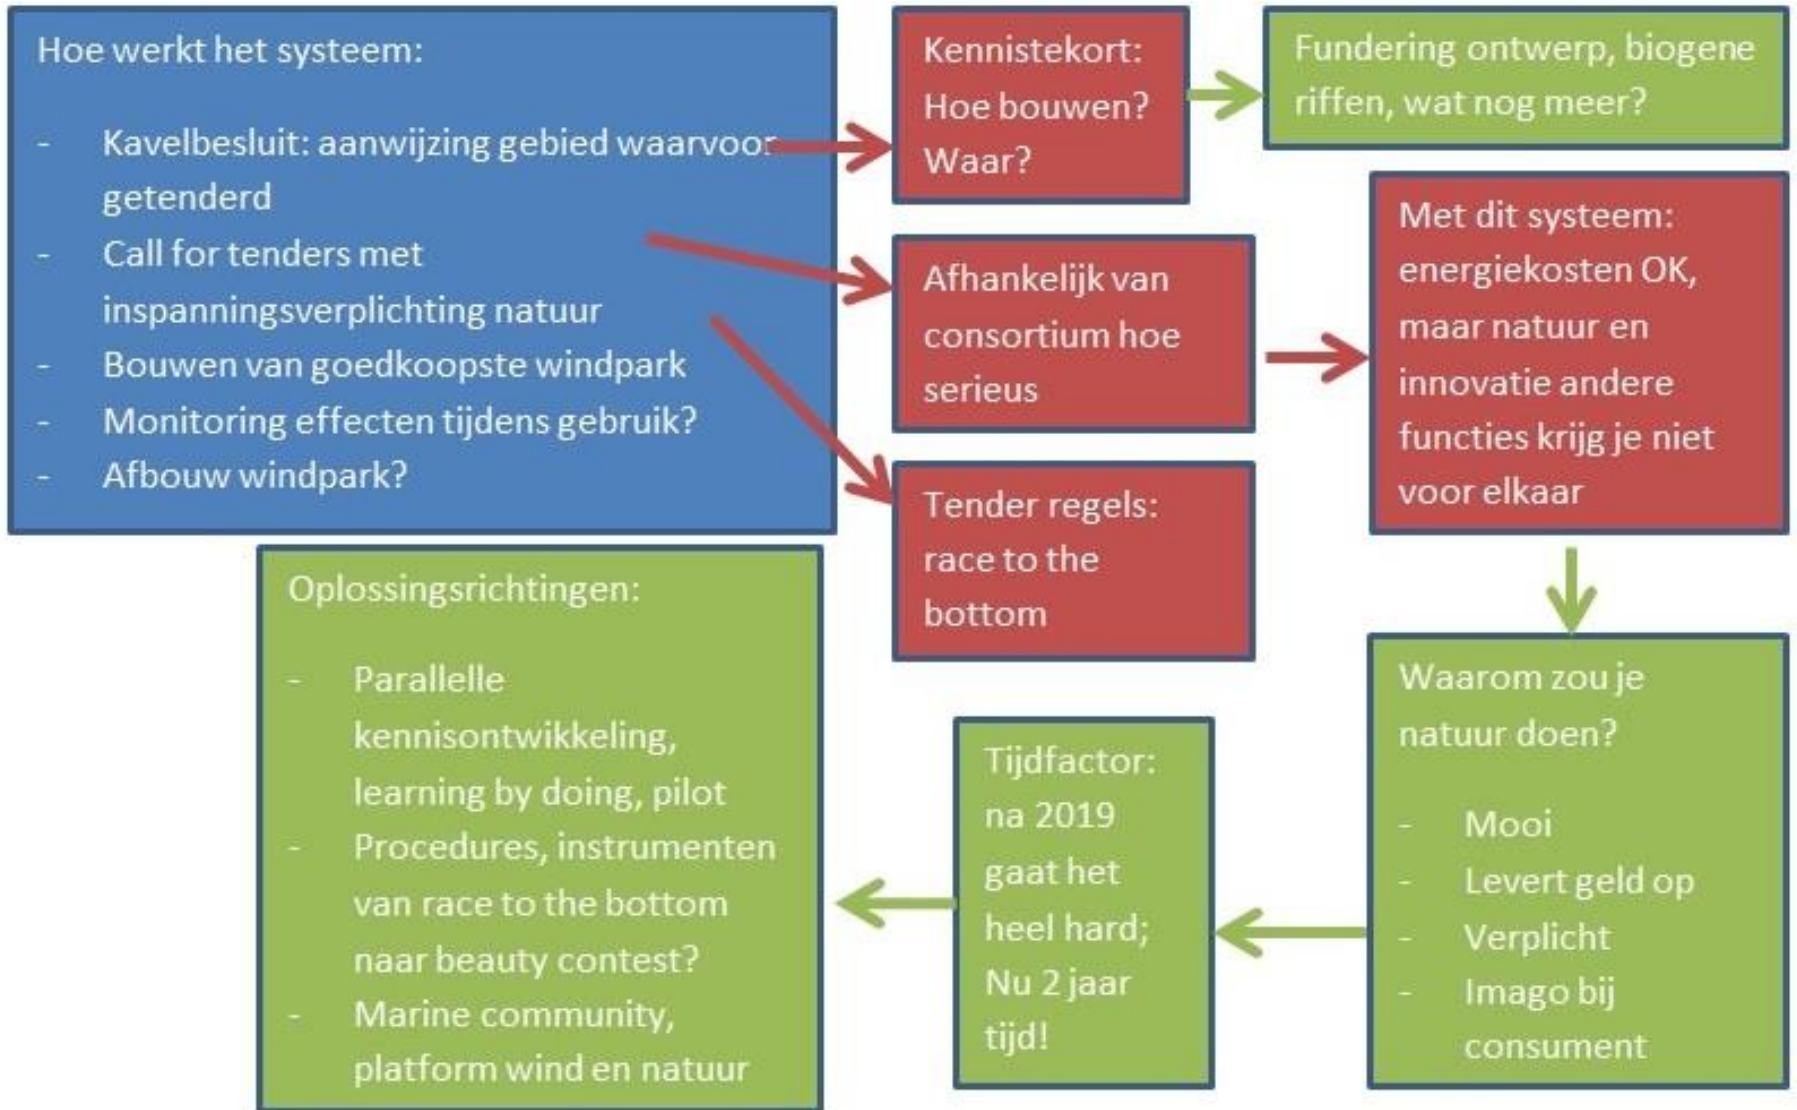 Hoe werkt het systeem:
- Kavelbesluit: aanwijzing gebied waarvoor
getenderd
- Call for tenders met
inspanningsverplichting natuur
- Bouwen van goedkoopste windpark
- Monitoring effecten tijdens gebruik?
- Afbouw windpark?
Kennistekort:
Hoe bouwen?
Waar?
Fundering ontwerp, biogene
riffen, wat nog meer?
Afhankelijk van
consortium hoe
serieus
Met dit systeem:
energiekosten OK,
maar natuur en
innovatie andere
functies krijg je niet
voor elkaar
Tender regels:
race to the
bottom
Waarom zou je
natuur doen?
- Mooi
- Levert geld op
- Verplicht
- Imago bij
consument
Tijdfactor:
na 2019
gaat het
heel hard;
Nu 2 jaar
tijd!
Oplossingsrichtingen:
- Parallelle
kennisontwikkeling,
learning by doing, pilot
- Procedures, instrumenten
van race to the bottom
naar beauty contest?
- Marine community,
platform wind en natuur